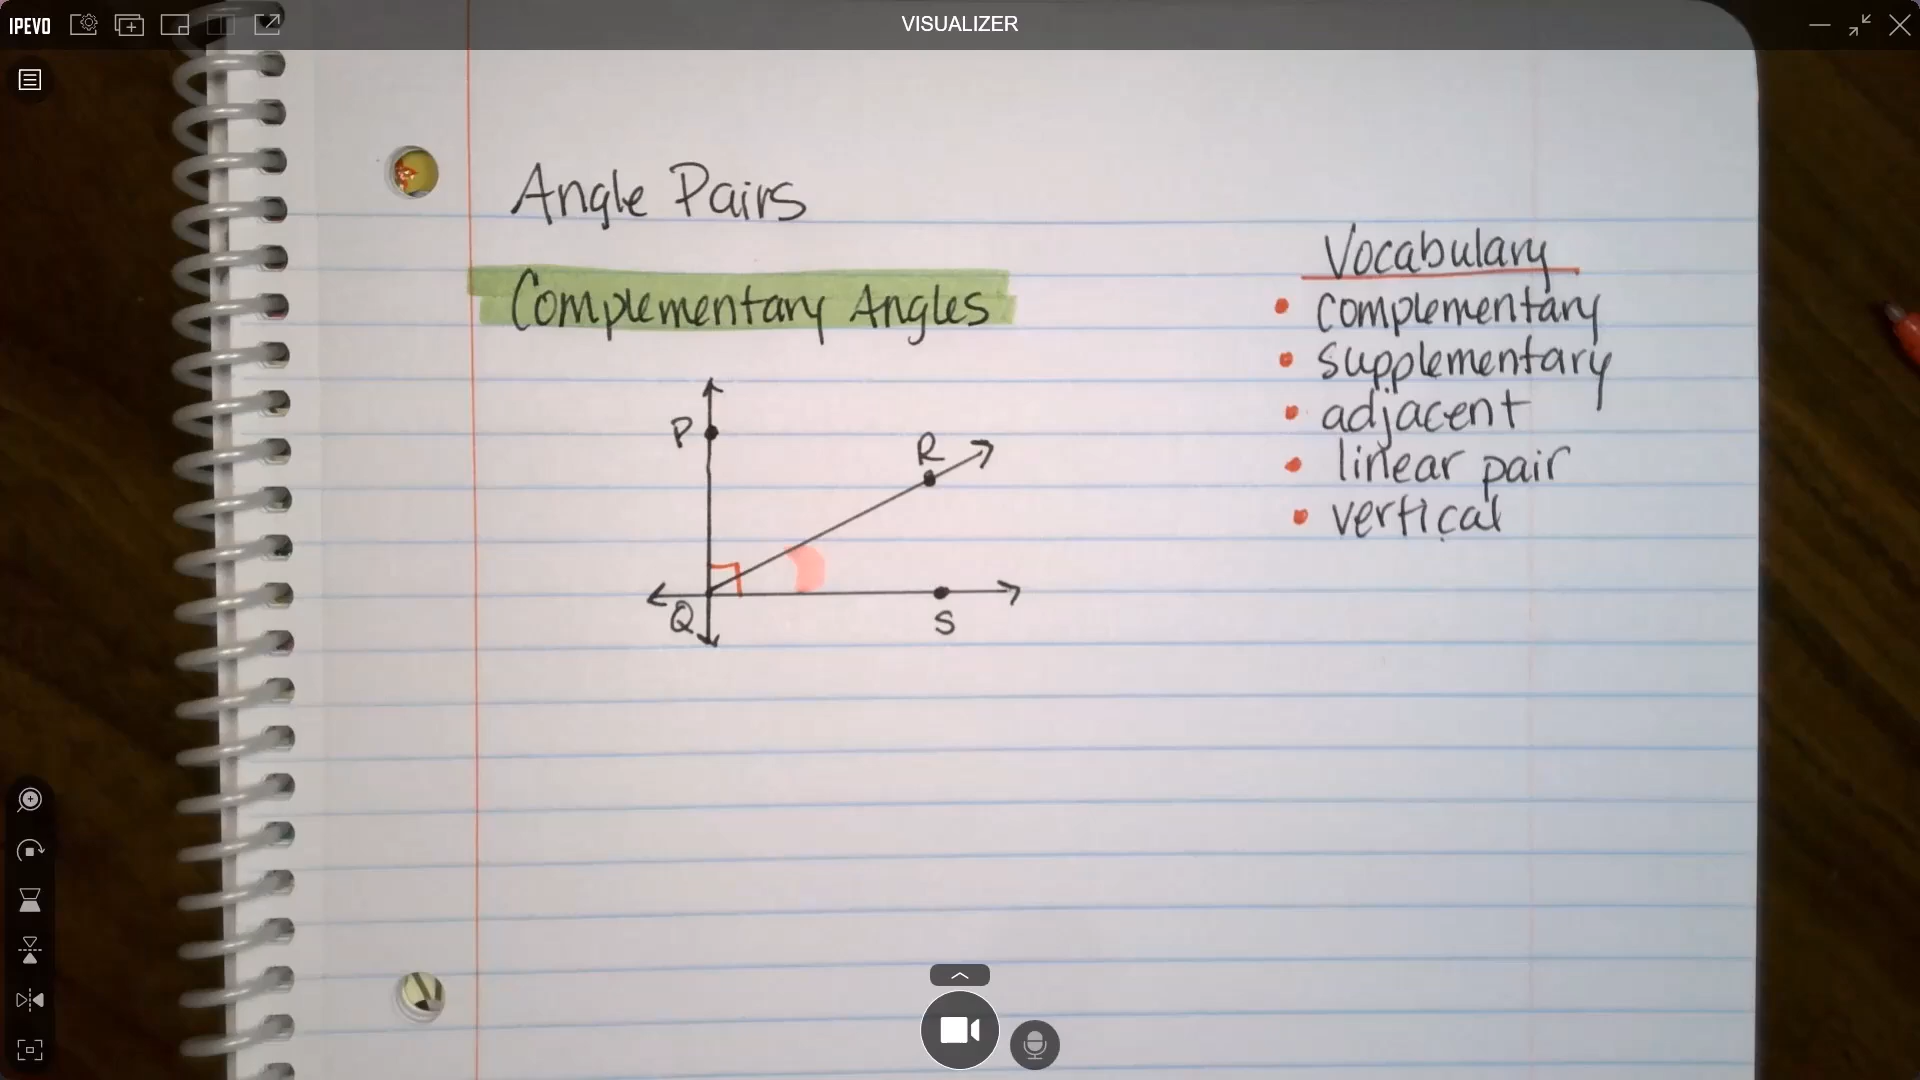 IPEVO
VISUALIZER
Angle Pairs
Complementary Angles
P
R
Q
S
Vocabulary
• complementary
• supplementary
• adjacent
• linear pair
• vertical